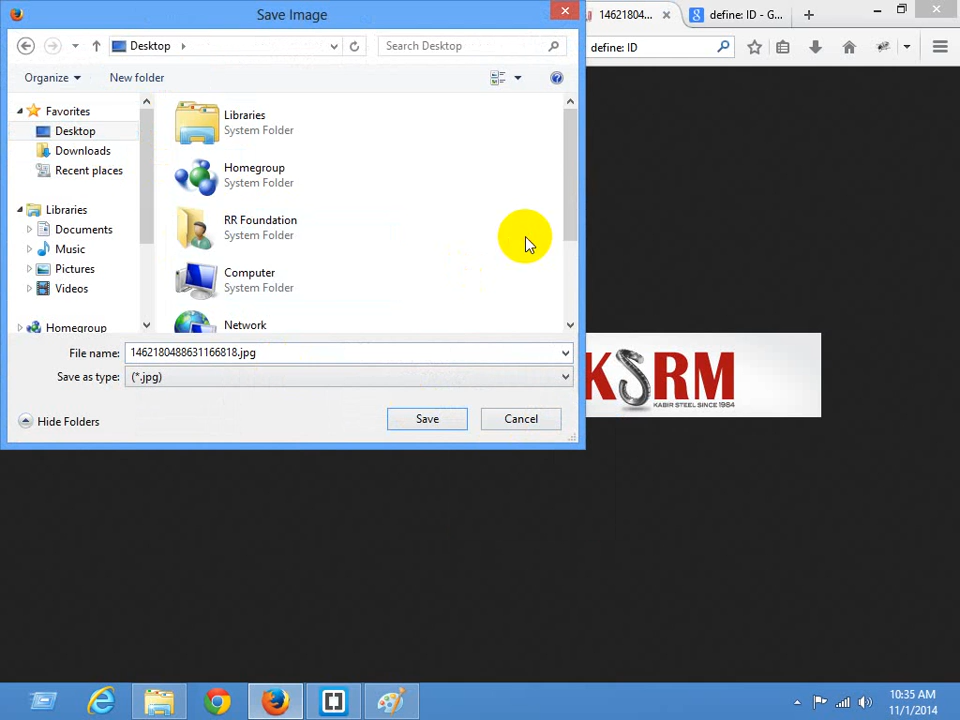 Save Image
14621804...
define: ID - G...
Desktop
Search Desktop
define: ID
Organize
New folder
Favorites
Desktop
Downloads
Recent places
Libraries
Documents
Music
Pictures
Videos
Homegroup
Libraries
System Folder
Homegroup
System Folder
RR Foundation
System Folder
Computer
System Folder
Network
File name: 1462180488631166818.jpg
Save as type: (*.jpg)
Hide Folders
Save
Cancel
KSRM
KABIR STEEL SINCE 1984
10:35 AM
11/1/2014